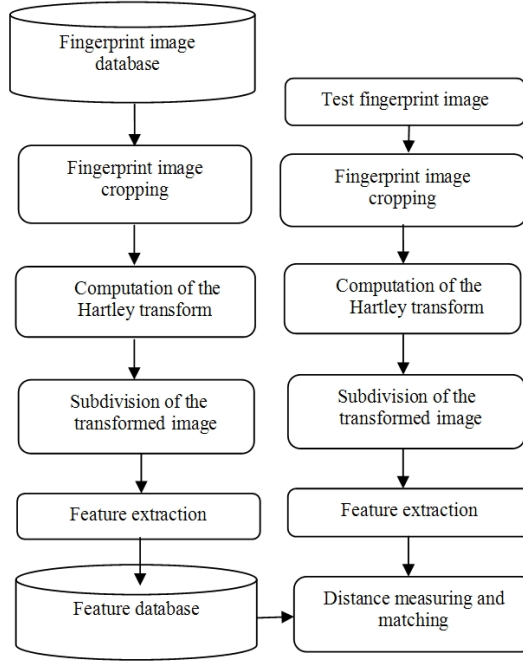 Fingerprint image
database
Fingerprint image
cropping
Computation of the
Hartley transform
Subdivision of the
transformed image
Feature extraction
Feature database
Test fingerprint image
Fingerprint image
cropping
Computation of the
Hartley transform
Subdivision of the
transformed image
Feature extraction
Distance measuring and
matching